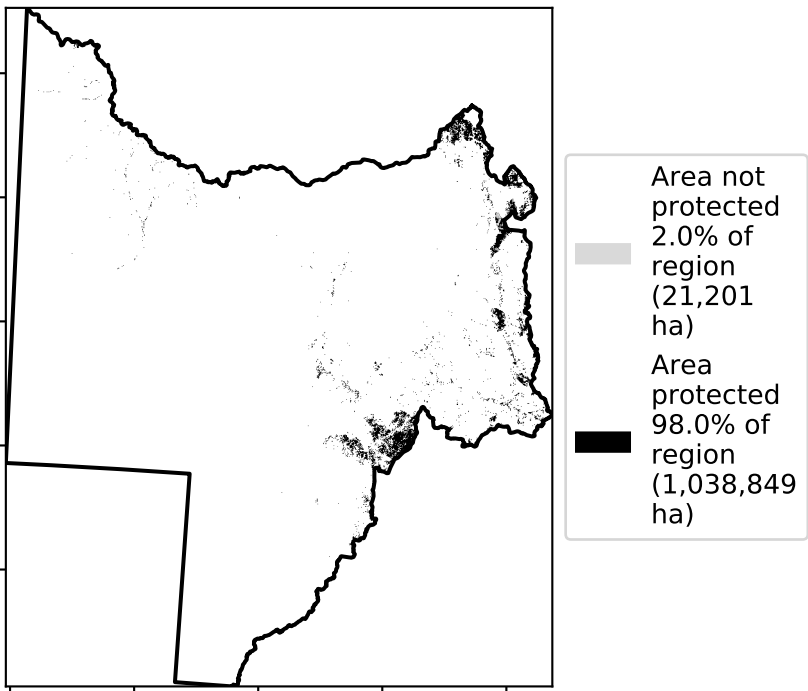 Area not
protected
2.0% of
region
(21,201
ha)
Area
protected
98.0% of
region
(1,038,849
ha)